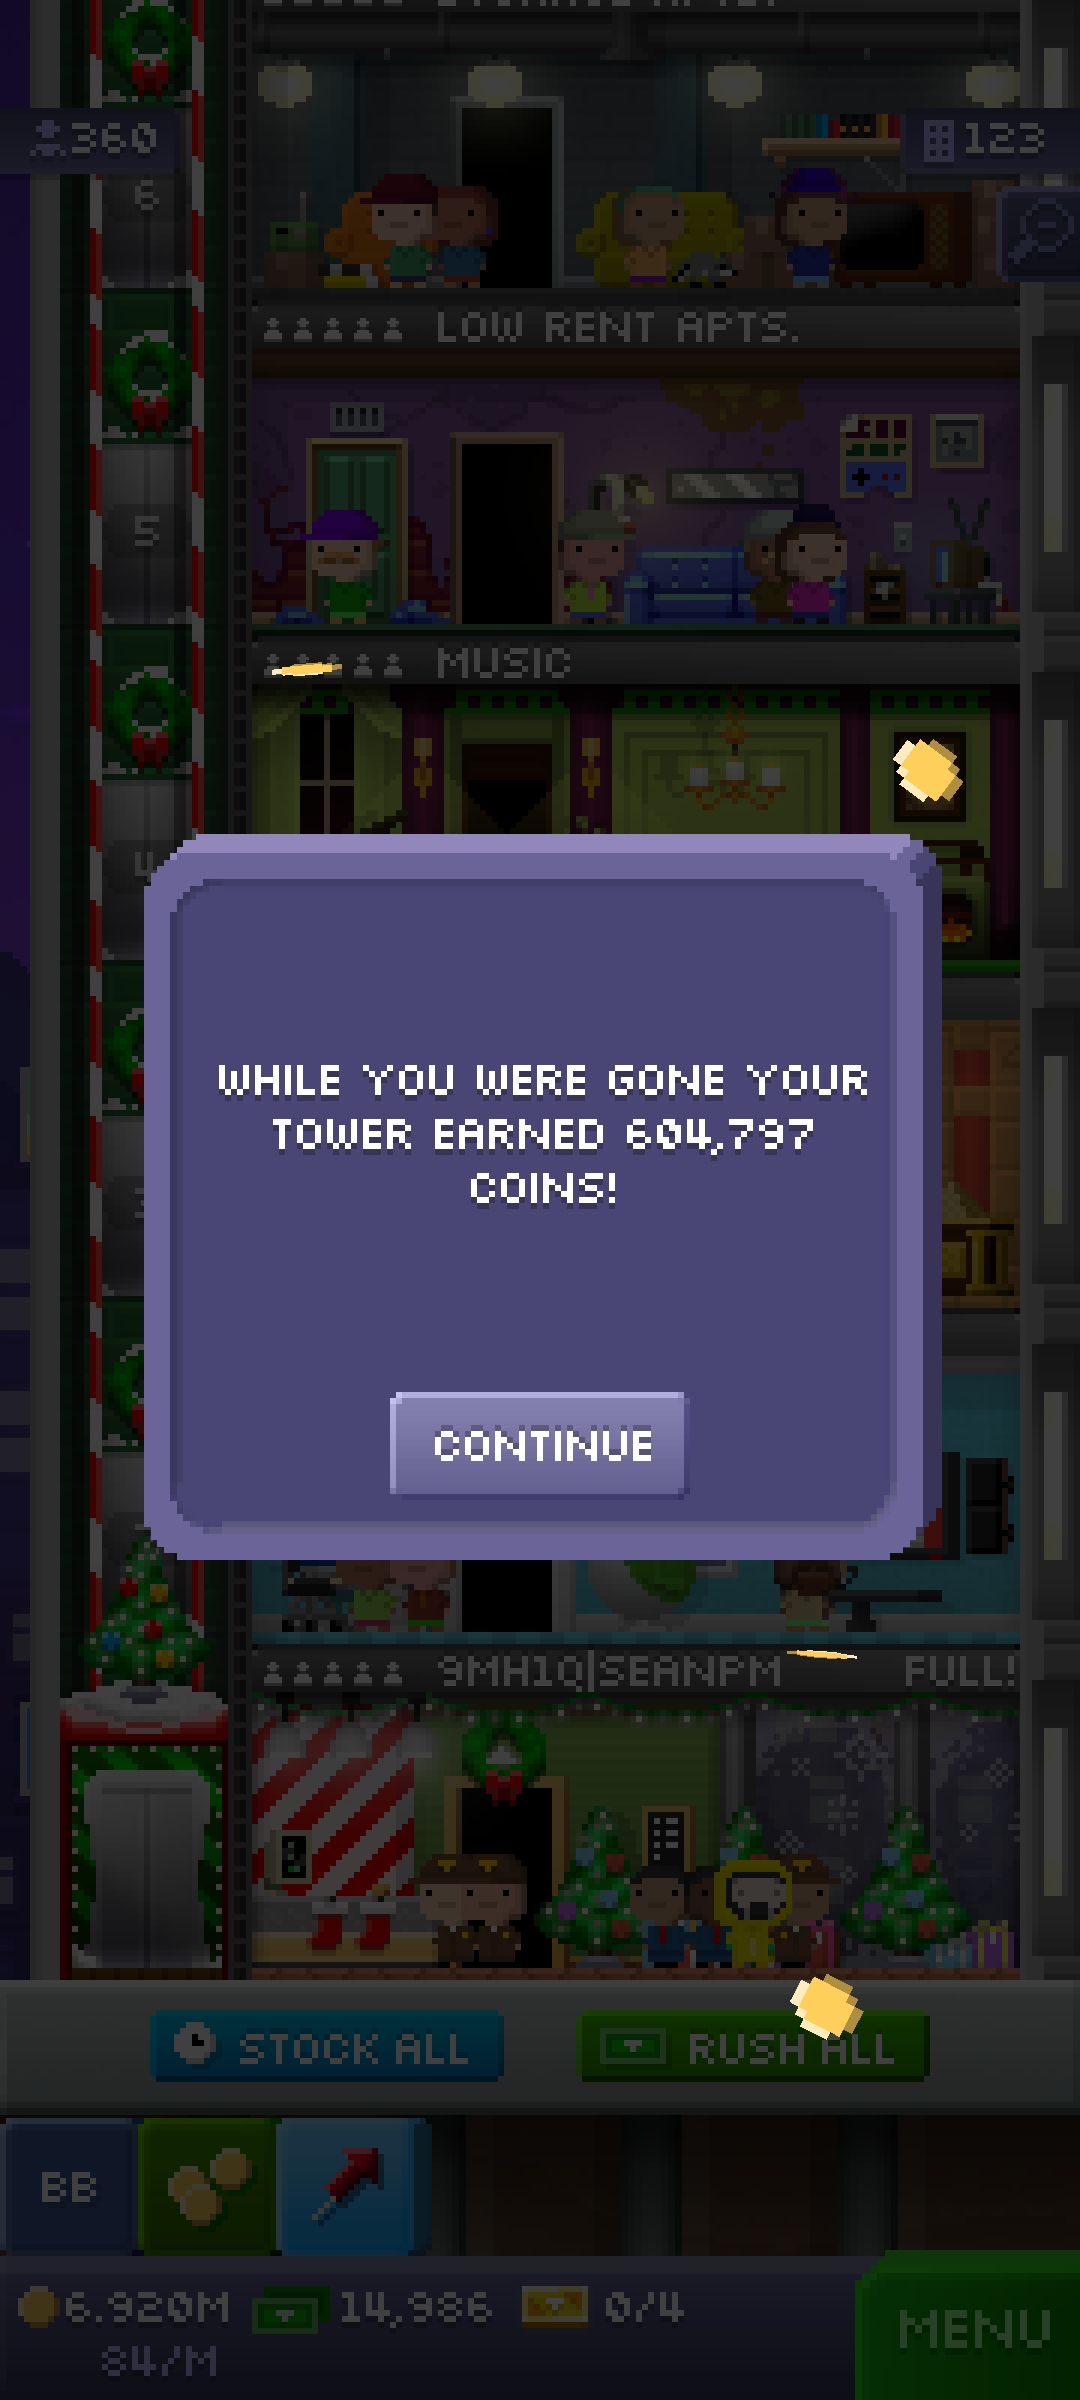 360
123
6
LOW RENT APTS.
5
MUSIC
4
WHILE YOU WERE GONE YOUR
TOWER EARNED 604,797
COINS!
CONTINUE
9MH1Q|SEANPM FULL!
STOCK ALL
RUSH ALL
BB
6.920M
14,986
0/4
84/M
MENU